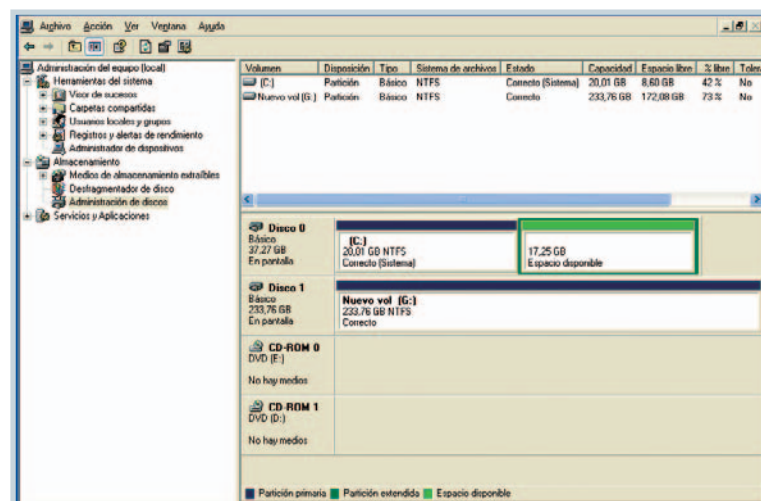 Archivo Acción Ver Ventana Ayuda
Administración del equipo (local)
Herramientas del sistema
Visor de sucesos
Carpetas compartidas
Usuarios locales y grupos
Registros y alertas de rendimiento
Administrador de dispositivos
Almacenamiento
Medios de almacenamiento extraíbles
Desfragmentador de disco
Administración de discos
Servicios y Aplicaciones
Volumen Disposición Tipo Sistema de archivos Estado Capacidad Espacio libre % libre Toler
(C:) Partición Básico NTFS Correcto (Sistema) 20,01 GB 8,60 GB 42 % No
Nuevo vol (G:) Partición Básico NTFS Correcto 233,76 GB 172,08 GB 73 % No
Disco 0
Básico
37,27 GB
En pantalla
(C:)
20,01 GB NTFS
Correcto (Sistema)
17,25 GB
Espacio disponible
Disco 1
Básico
233,76 GB
En pantalla
Nuevo vol (G:)
233,76 GB NTFS
Correcto
CD-ROM 0
DVD (E:)
No hay medios
CD-ROM 1
DVD (D:)
No hay medios
Partición primaria Partición extendida Espacio disponible